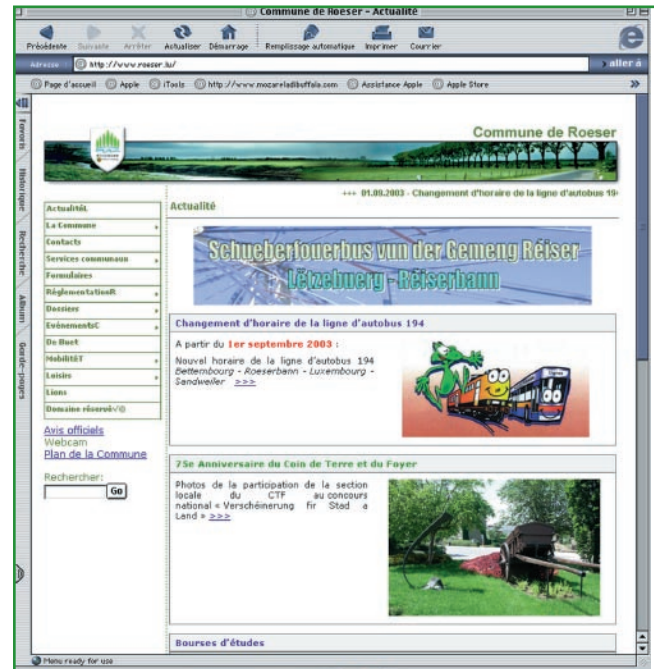 Commune de Roeser - Actualité
Précédente Suivante Arrêter Actualiser Démarrage Remplissage automatique Imprimer Courrier
Adresse http://www.roeser.lu/ aller à
Page d'accueil Apple iTools http://www.mozareladibuffala.com Assistance Apple Apple Store
Favoris
Historique
Recherche
Album
Garde-pages
Commune de Roeser
+++ 01.09.2003 - Changement d'horaire de la ligne d'autobus 19
ActualitéL
La Commune
Contacts
Services communaux
Formulaires
RéglementationR
Dossiers
EvénementsC
De Buet
MobilitéT
Loisirs
Liens
Domaine réservé√@
Avis officiels
Webcam
Plan de la Commune
Rechercher:
Go
Actualité
Schueberfouerbus vun der Gemeng Réiser
Lëtzebuerg - Réiserbann
Changement d'horaire de la ligne d'autobus 194
A partir du 1er septembre 2003 :
Nouvel horaire de la ligne d'autobus 194
Bettembourg - Roeserbann - Luxembourg -
Sandweiler >>>
75e Anniversaire du Coin de Terre et du Foyer
Photos de la participation de la section
locale du CTF au concours
national « Verschéinerung fir Stad a
Land » >>>
Bourses d'études
Menu ready for use